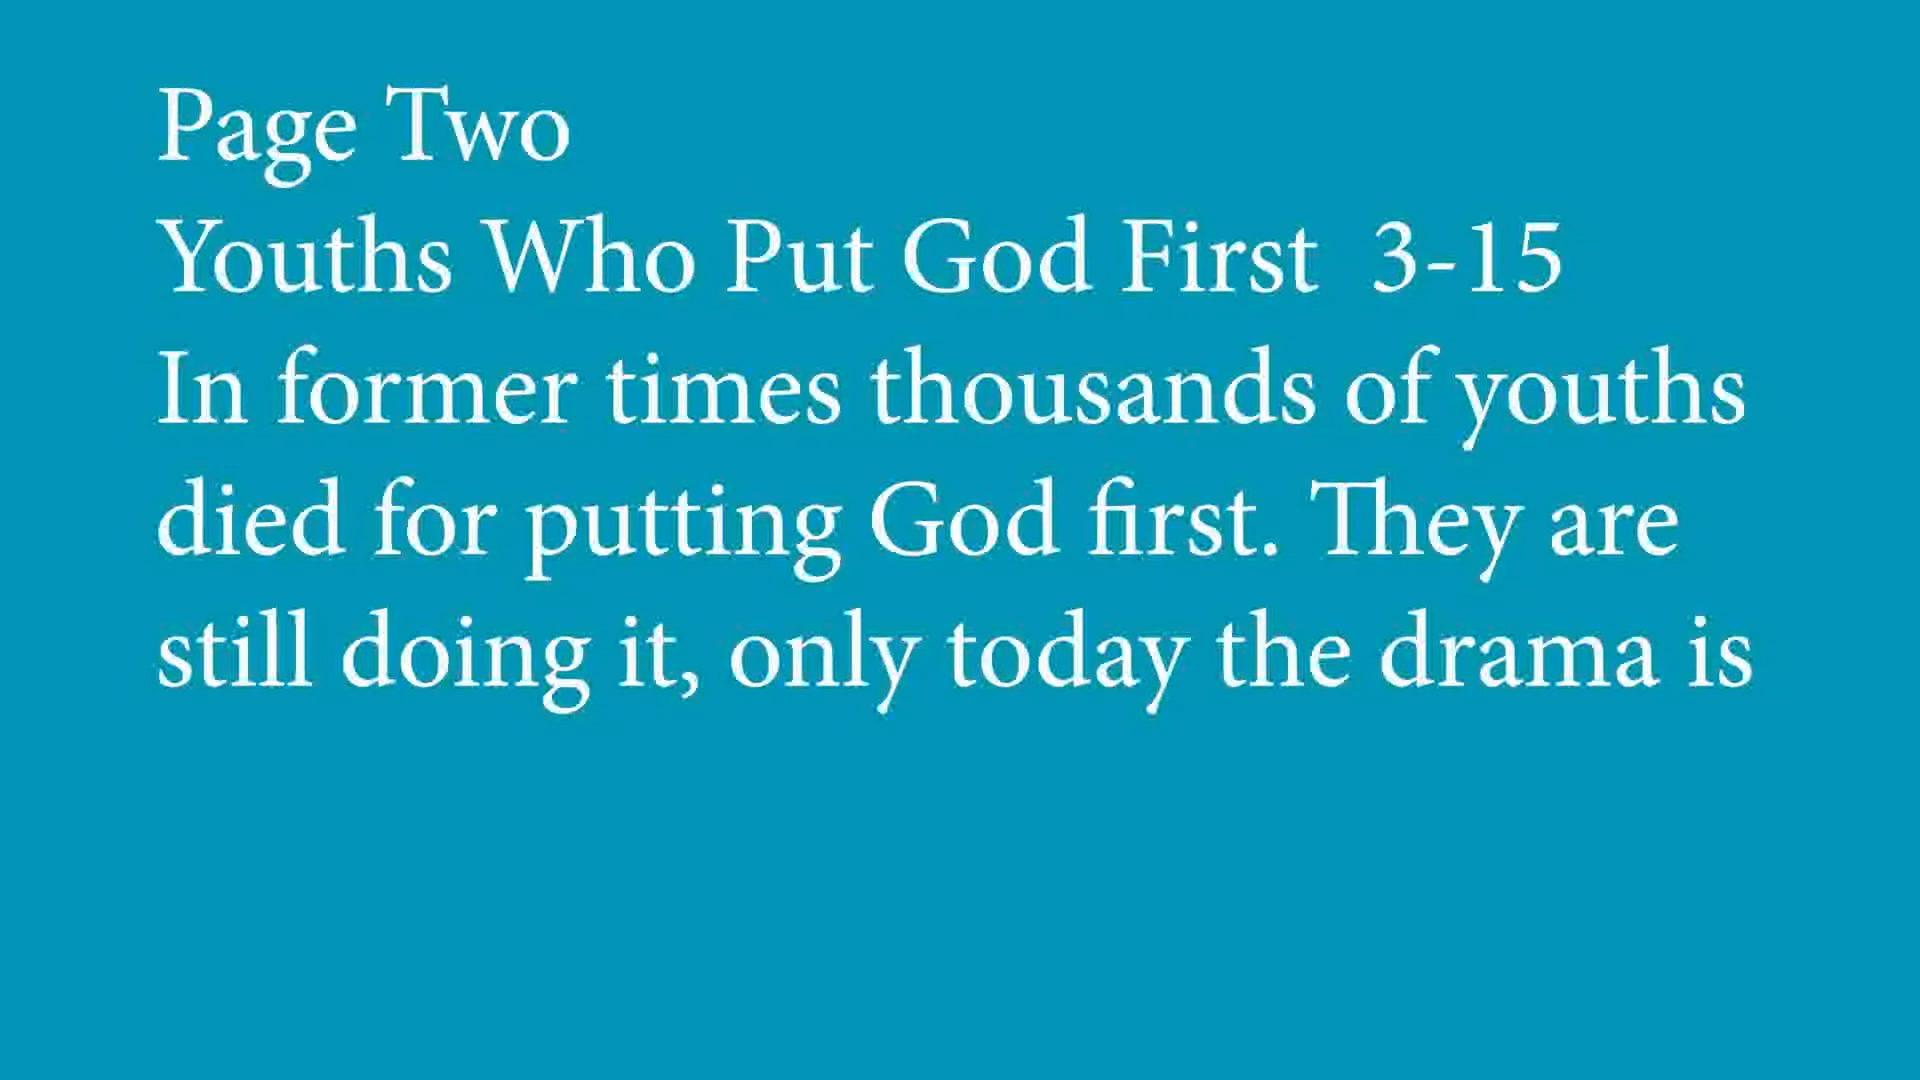 Page Two
Youths Who Put God First  3-15
In former times thousands of youths
died for putting God first. They are
still doing it, only today the drama is